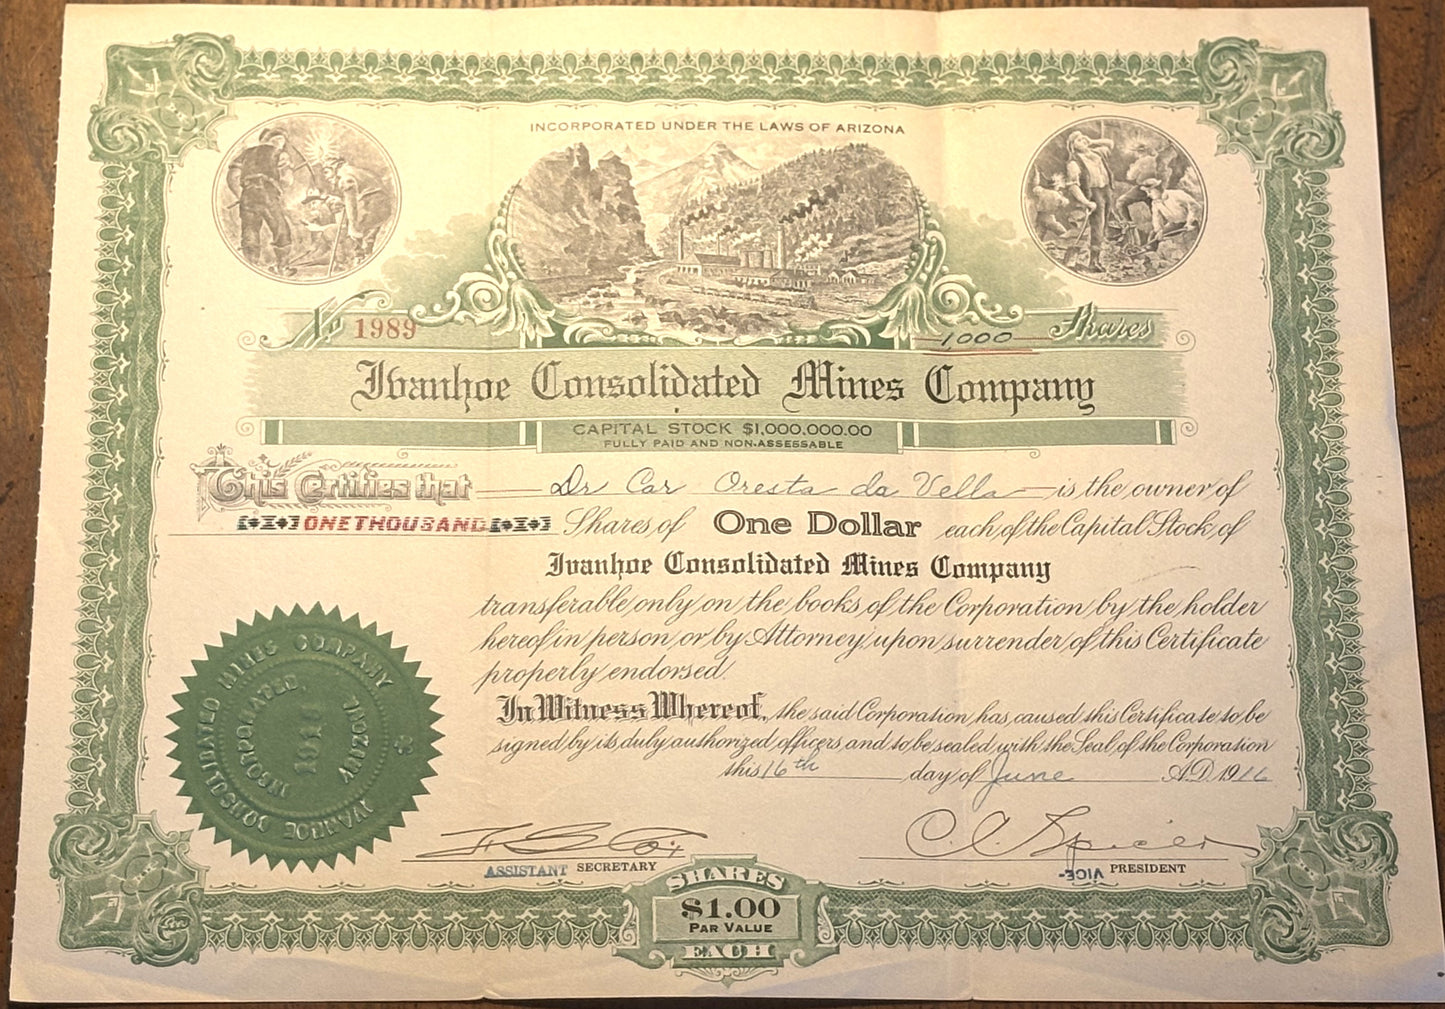 INCORPORATED UNDER THE LAWS OF ARIZONA
No 1989 1,000 Shares
Ivanhoe Consolidated Mines Company
CAPITAL STOCK $1,000,000.00
FULLY PAID AND NON-ASSESSABLE
This Certifies that Dr Car Oresta da Vella is the owner of
ONE THOUSAND Shares of One Dollar each of the Capital Stock of
Ivanhoe Consolidated Mines Company
transferable only on the books of the Corporation by the holder
hereof in person or by Attorney upon surrender of this Certificate
properly endorsed.
In Witness Whereof, the said Corporation has caused this Certificate to be
signed by its duly authorized officers and to be sealed with the Seal of the Corporation
this 16th day of June A.D. 1916
IVANHOE CONSOLIDATED MINES COMPANY
INCORPORATED ARIZONA
ASSISTANT SECRETARY
VICE- PRESIDENT
SHARES
$1.00
PAR VALUE
EACH